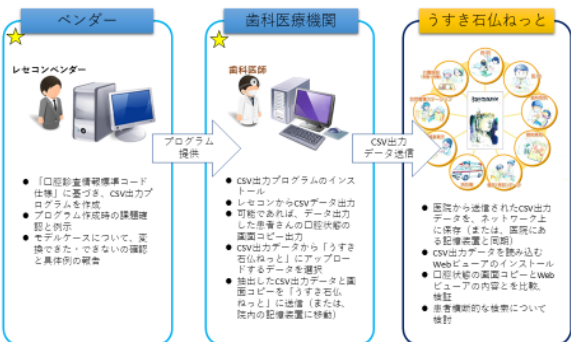 ベンダー
レセコンベンダー
プログラム
提供
● 「口腔診査情報標準コード
仕様」に基づき、CSV出力プ
ログラムを作成
● プログラム作成時の課題確
認と例示
● モデルケースについて、変
換できた・できないの確認
と具体例の報告
歯科医療機関
歯科医師
CSV出力
データ送信
● CSV出力プログラムのインス
トール
● レセコンからCSVデータ出力
● 可能であれば、データ出力
した患者さんの口腔状態の
画面コピー出力
● CSV出力データから「うすき
石仏ねっと」にアップロー
ドするデータを選択
● 抽出したCSV出力データと画
面コピーを「うすき石仏
ねっと」に送信（または、
院内の記憶装置に移動）
うすき石仏ねっと
● 医院から送信されたCSV出力
データを、ネットワーク上
に保存（または、医院にあ
る記憶装置と同期）
● CSV出力データを読み込む
Webビューアのインストール
● 口腔状態の画面コピーとWeb
ビューアの内容とを比較、
検証
● 患者横断的な検索について
検討